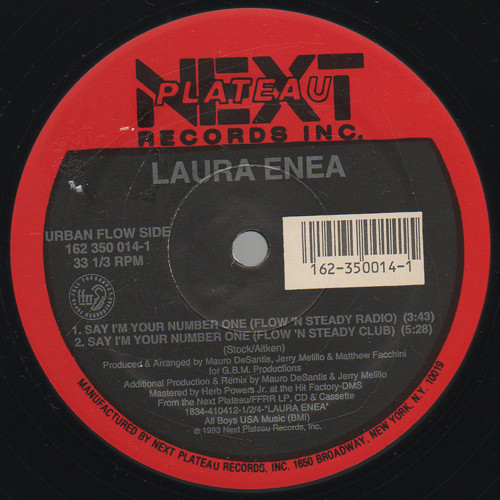 NEXT
PLATEAU
RECORDS INC.
LAURA ENEA
URBAN FLOW SIDE
162 350 014-1
33 1/3 RPM
162-350014-1
ffrr
1. SAY I'M YOUR NUMBER ONE (FLOW 'N STEADY RADIO) (3:43)
2. SAY I'M YOUR NUMBER ONE (FLOW 'N STEADY CLUB) (5:28)
(Stock/Aitken)
Produced & Arranged by Mauro DeSantis, Jerry Melillo & Matthew Facchini
for G.B.M. Productions
Additional Production & Remix by Mauro DeSantis & Jerry Melillo
Mastered by Herb Powers Jr. at the Hit Factory-DMS
From the Next Plateau/FFRR LP, CD & Cassette
1834-410412-1/2/4-"LAURA ENEA"
All Boys USA Music (BMI)
℗ 1993 Next Plateau Records, Inc.
MANUFACTURED BY NEXT PLATEAU RECORDS, INC. 1650 BROADWAY, NEW YORK, N.Y. 10019